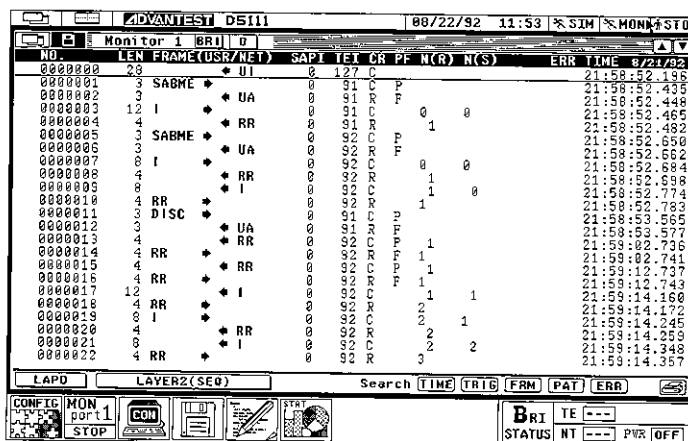 ADVANTEST D5111 08/22/92 11:53 SIM MON STO
Monitor 1 BRI D
NO. LEN FRAME(USR/NET) SAPI TEI CR PF N(R) N(S) ERR TIME 8/21/92
0000000 28 ← UI 0 127 C 21:58:52.196
0000001 3 SABME → 0 91 C P 21:58:52.435
0000002 3 ← UA 0 91 R F 21:58:52.448
0000003 12 I → 0 91 C 0 0 21:58:52.465
0000004 4 ← RR 0 91 R 1 21:58:52.482
0000005 3 SABME → 0 92 C P 21:58:52.650
0000006 3 ← UA 0 92 R F 21:58:52.662
0000007 8 I → 0 92 C 0 0 21:58:52.684
0000008 4 ← RR 0 92 R 1 21:58:52.698
0000009 8 ← I 0 92 C 1 0 21:58:52.774
0000010 4 RR → 0 92 R 1 21:58:52.783
0000011 3 DISC → 0 91 C P 21:58:53.565
0000012 3 ← UA 0 91 R F 21:58:53.577
0000013 4 ← RR 0 92 C P 1 21:59:02.736
0000014 4 RR → 0 92 R F 1 21:59:02.741
0000015 4 ← RR 0 92 C P 1 21:59:12.737
0000016 4 RR → 0 92 R F 1 21:59:12.743
0000017 12 ← I 0 92 C 1 1 21:59:14.160
0000018 4 RR → 0 92 R 2 21:59:14.172
0000019 8 I → 0 92 C 2 1 21:59:14.245
0000020 4 ← RR 0 92 R 2 21:59:14.259
0000021 8 ← I 0 92 C 2 2 21:59:14.348
0000022 4 RR → 0 92 R 3 21:59:14.357
LAPD LAYER2(SEQ) Search TIME TRIG FRM PAT ERR
CONFIG MON port1 STOP CON STAT
BRI STATUS TE --- NT --- PWR OFF